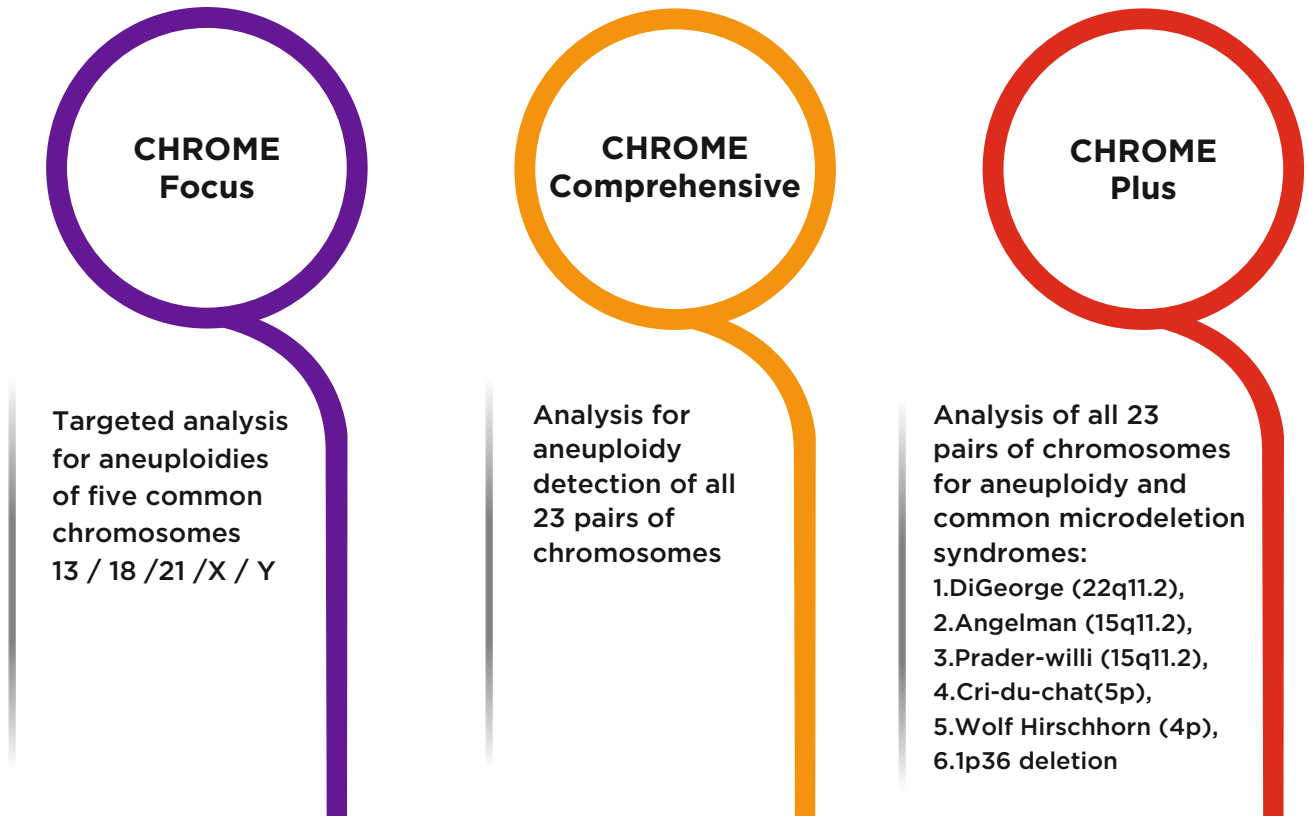 CHROME
Focus
Targeted analysis
for aneuploidies
of five common
chromosomes
13 / 18 /21 /X / Y
CHROME
Comprehensive
Analysis for
aneuploidy
detection of all
23 pairs of
chromosomes
CHROME
Plus
Analysis of all 23
pairs of chromosomes
for aneuploidy and
common microdeletion
syndromes:
1.DiGeorge (22q11.2),
2.Angelman (15q11.2),
3.Prader-willi (15q11.2),
4.Cri-du-chat(5p),
5.Wolf Hirschhorn (4p),
6.1p36 deletion